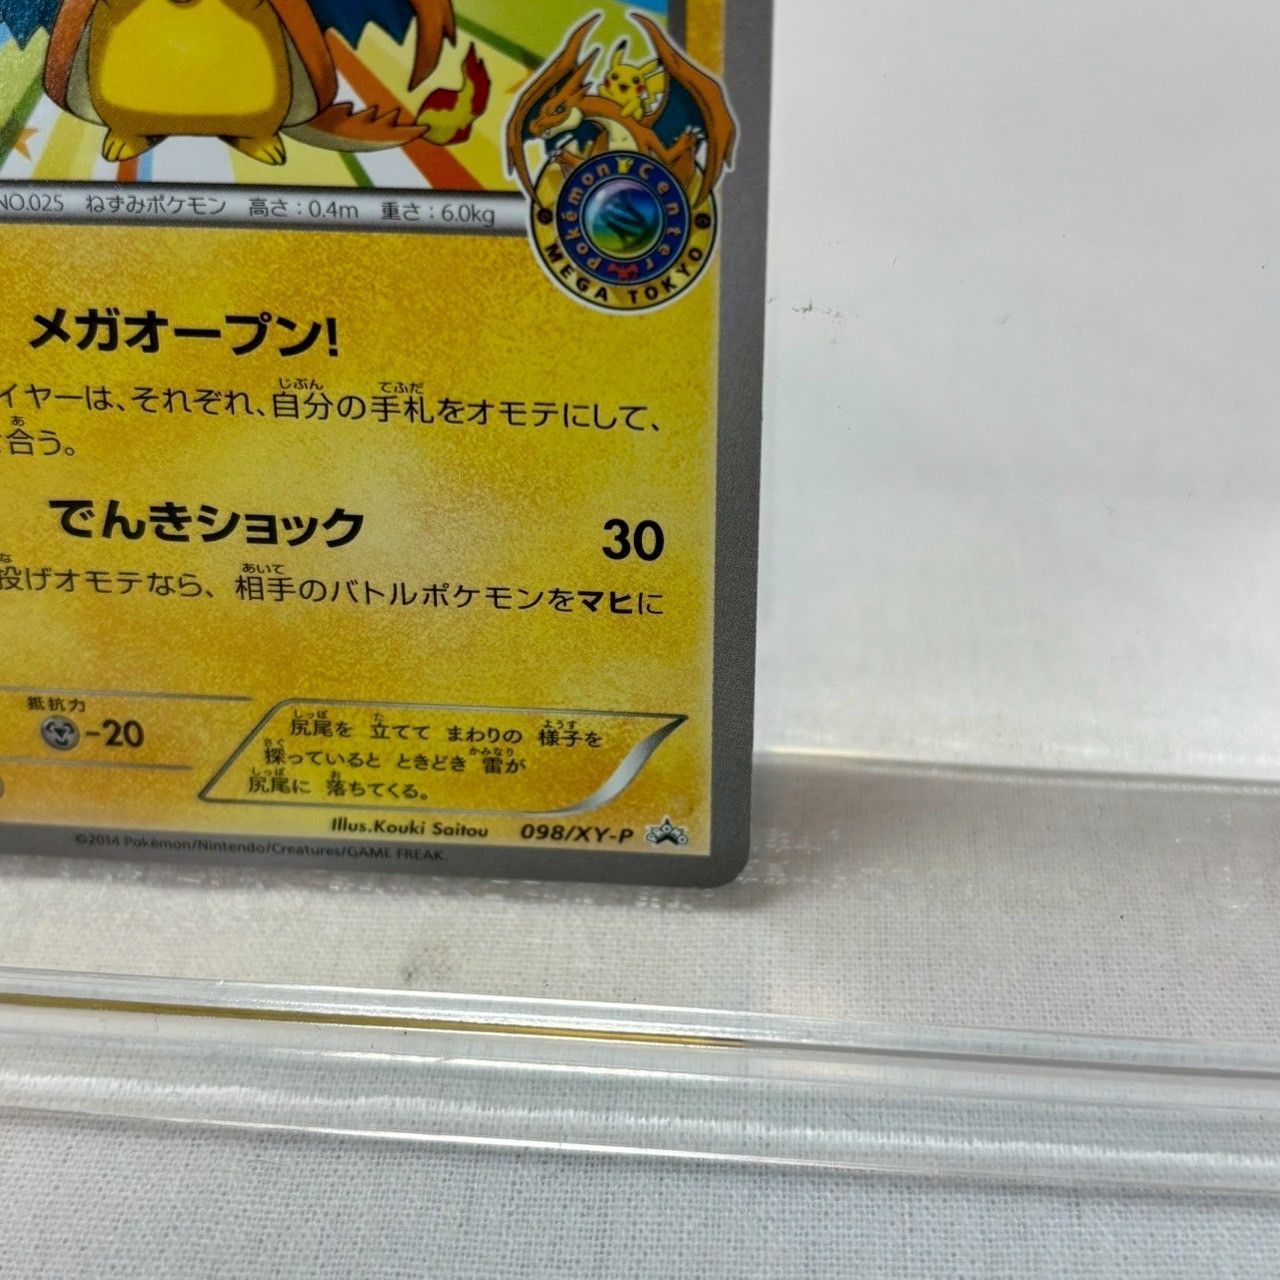 NO.025 ねずみポケモン 高さ:0.4m 重さ:6.0kg
Pokémon Center
MEGA TOKYO
メガオープン!
イヤーは、それぞれ、自分の手札をオモテにして、
合う。
でんきショック 30
投げオモテなら、相手のバトルポケモンをマヒに
抵抗力
-20
尻尾を 立てて まわりの 様子を
探っていると ときどき 雷が
尻尾に 落ちてくる。
Illus.Kouki Saitou 098/XY-P
©2014 Pokémon/Nintendo/Creatures/GAME FREAK.